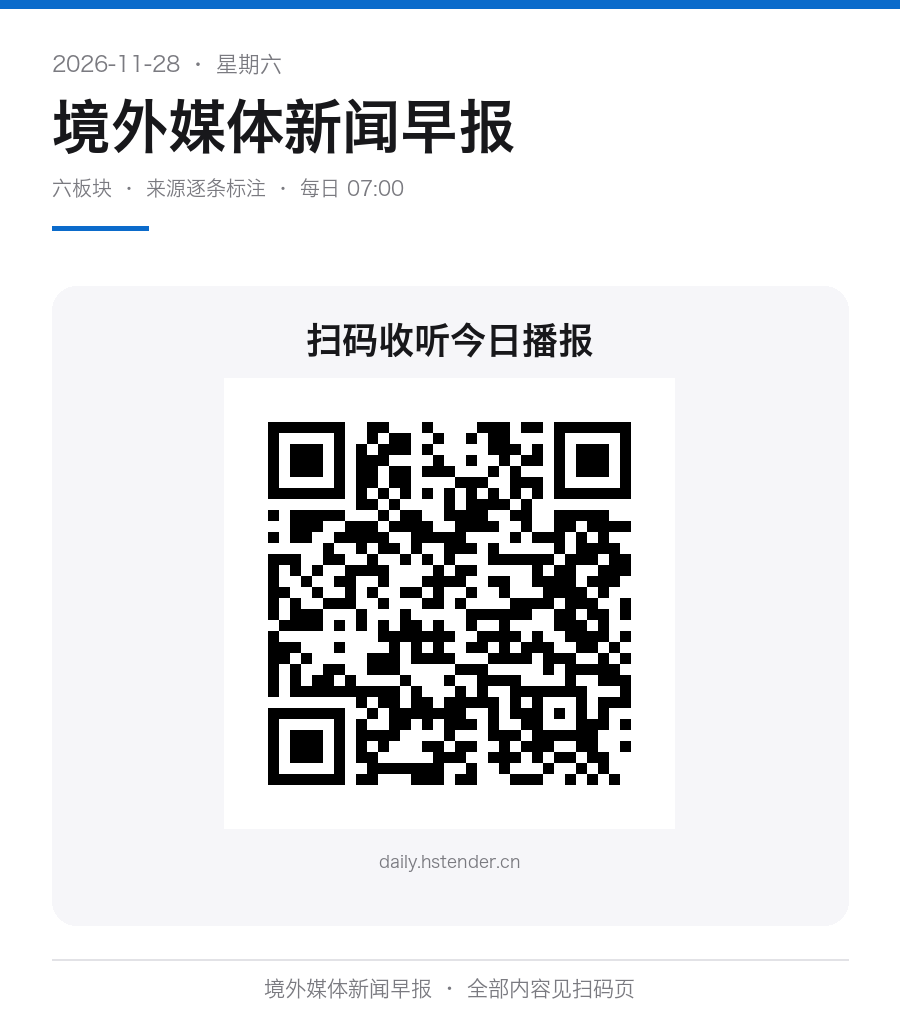 2026-11-28 · 星期六
境外媒体新闻早报
六板块 · 来源逐条标注 · 每日 07:00
扫码收听今日播报
daily.hstender.cn
境外媒体新闻早报 · 全部内容见扫码页